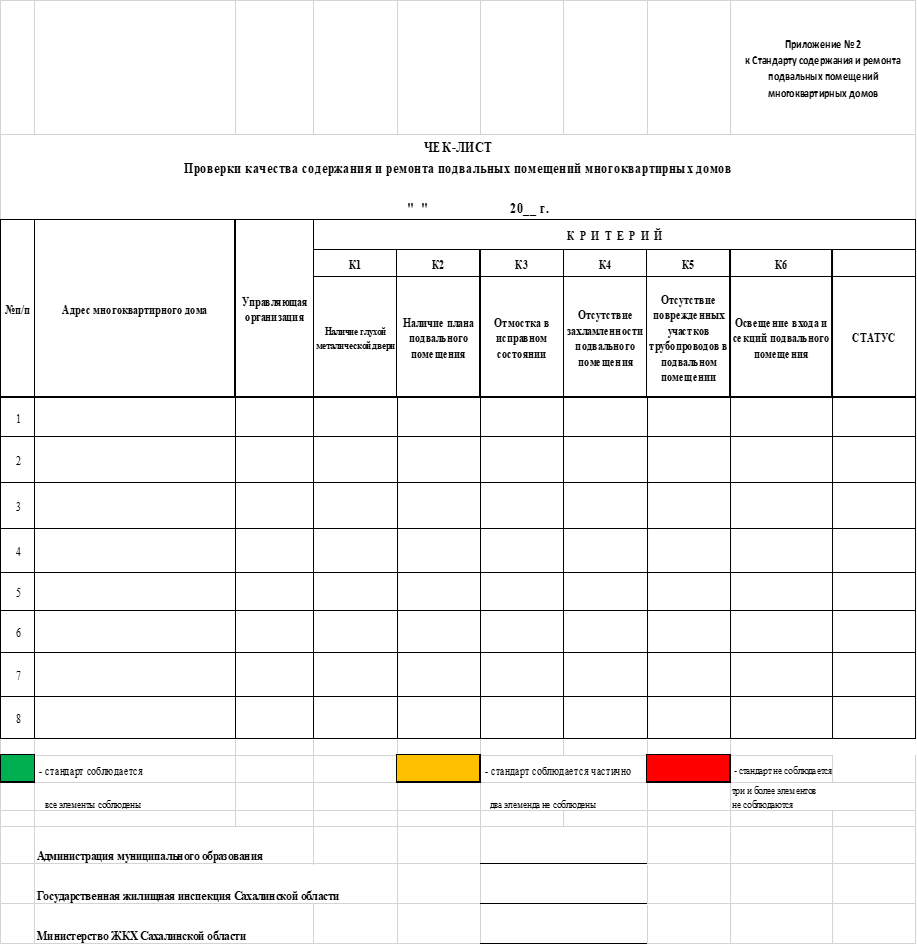 Приложение № 2
к Стандарту содержания и ремонта
подвальных помещений
многоквартирных домов
ЧЕК-ЛИСТ
Проверки качества содержания и ремонта подвальных помещений многоквартирных домов
" " 20__ г.
№п/п
Адрес многоквартирного дома
Управляющая
организация
К Р И Т Е Р И Й
К1
К2
К3
К4
К5
К6
Наличие глухой
металической двери
Наличие плана
подвального
помещения
Отмостка в
исправном
состоянии
Отсутствие
захламленности
подвального
помещения
Отсутствие
поврежденных
участков
трубопроводов в
подвальном
помещении
Освещение входа и
секций подвального
помещения
СТАТУС
1
2
3
4
5
6
7
8
- стандарт соблюдается
- стандарт соблюдается частично
- стандарт не соблюдается
все элементы соблюдены
два элеменда не соблюдены
три и более элементов
не соблюдаются
Администрация муниципального образования
Государственная жилищная инспекция Сахалинской области
Министерство ЖКХ Сахалинской области